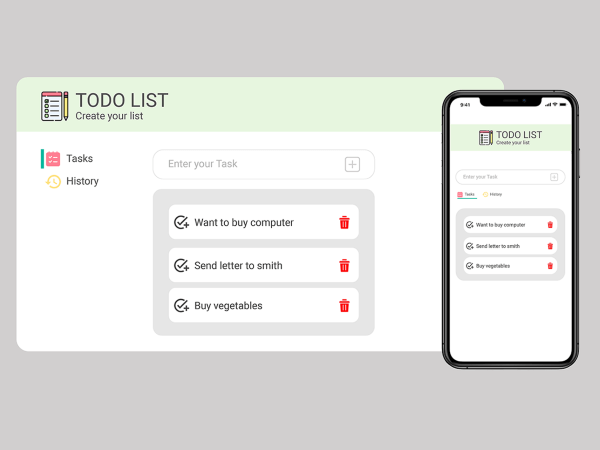 TODO LIST
Create your list
Tasks
History
Enter your Task
Want to buy computer
Send letter to smith
Buy vegetables
9:41
TODO LIST
Create your list
Enter your Task
Tasks
History
Want to buy computer
Send letter to smith
Buy vegetables